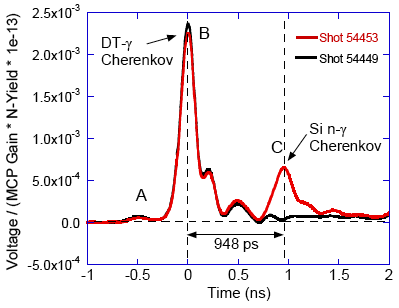 2.5x10-3
2.0x10-3
1.5x10-3
1.0x10-3
5.0x10-4
0.0
-5.0x10-4
Voltage / (MCP Gain * N-Yield * 1e-13)
DT-γ
Cherenkov
B
Shot 54453
Shot 54449
C
Si n-γ
Cherenkov
A
948 ps
-1
-0.5
0
0.5
1
1.5
2
Time (ns)